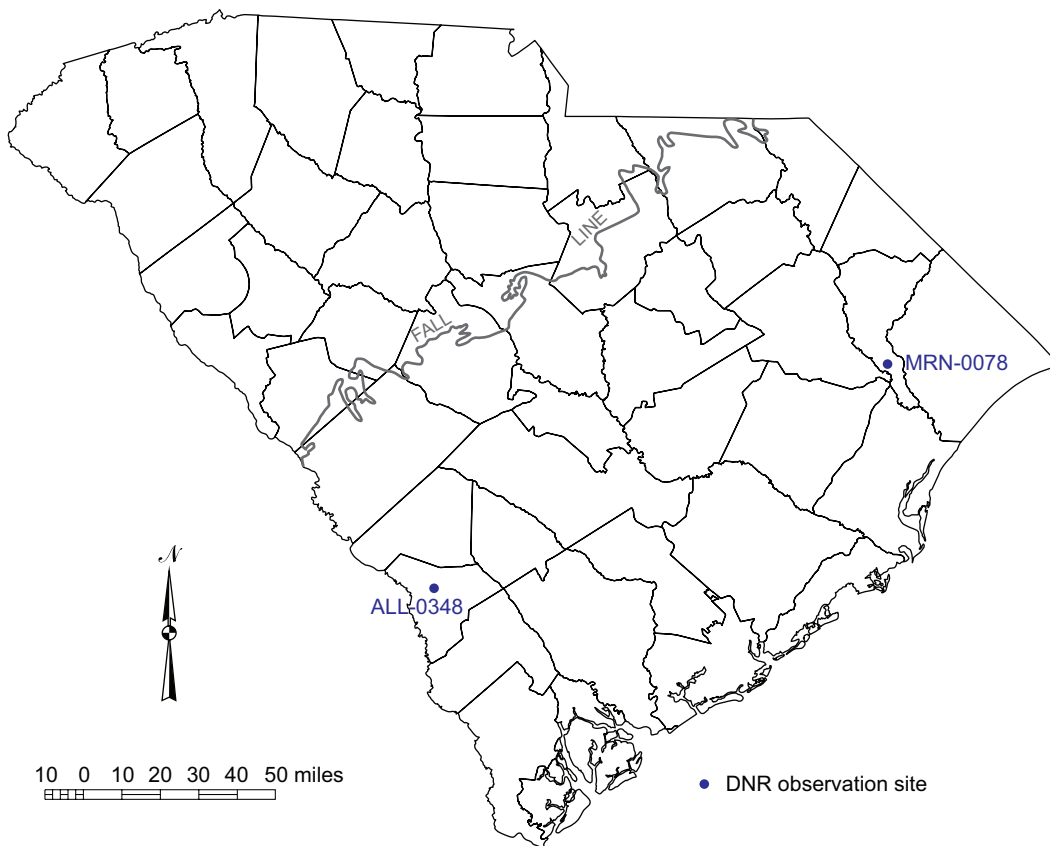 LINE
FALL
MRN-0078
ALL-0348
N
10 0 10 20 30 40 50 miles
DNR observation site